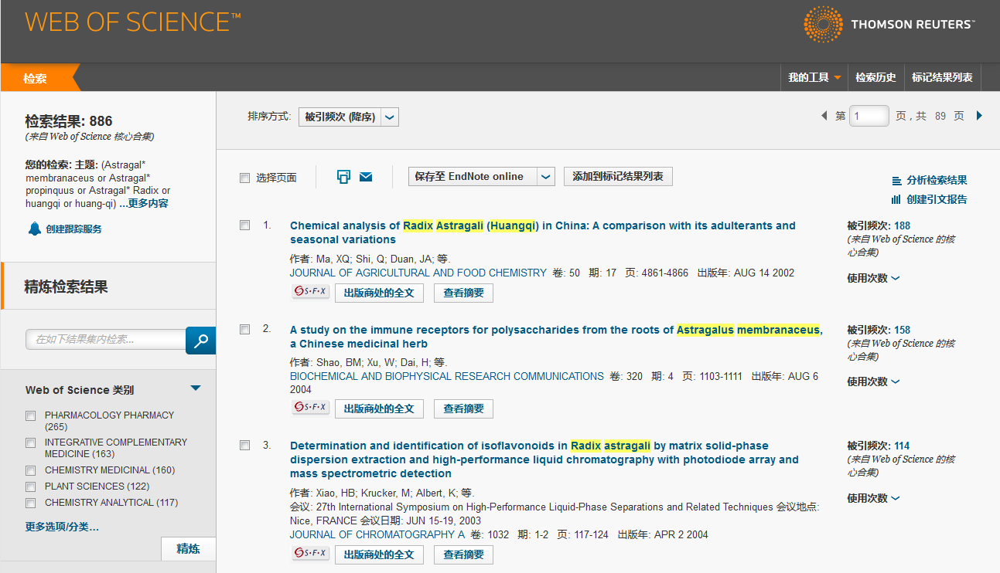 WEB OF SCIENCE™
THOMSON REUTERS™
检索
我的工具
检索历史
标记结果列表
检索结果: 886
(来自 Web of Science 核心合集)
您的检索: 主题: (Astragal*
membranaceus or Astragal*
propinquus or Astragal* Radix or
huangqi or huang-qi) ...更多内容
创建跟踪服务
精炼检索结果
在如下结果集内检索...
Web of Science 类别
PHARMACOLOGY PHARMACY
(265)
INTEGRATIVE COMPLEMENTARY
MEDICINE (163)
CHEMISTRY MEDICINAL (160)
PLANT SCIENCES (122)
CHEMISTRY ANALYTICAL (117)
更多选项/分类...
精炼
排序方式: 被引频次 (降序)
第 1 页 , 共 89 页
选择页面
保存至 EndNote online
添加到标记结果列表
分析检索结果
创建引文报告
1. Chemical analysis of Radix Astragali (Huangqi) in China: A comparison with its adulterants and
seasonal variations
作者: Ma, XQ; Shi, Q; Duan, JA; 等.
JOURNAL OF AGRICULTURAL AND FOOD CHEMISTRY 卷: 50 期: 17 页: 4861-4866 出版年: AUG 14 2002
S·F·X 出版商处的全文 查看摘要
被引频次: 188
(来自 Web of Science 的核
心合集)
使用次数
2. A study on the immune receptors for polysaccharides from the roots of Astragalus membranaceus,
a Chinese medicinal herb
作者: Shao, BM; Xu, W; Dai, H; 等.
BIOCHEMICAL AND BIOPHYSICAL RESEARCH COMMUNICATIONS 卷: 320 期: 4 页: 1103-1111 出版年: AUG 6
2004
S·F·X 出版商处的全文 查看摘要
被引频次: 158
(来自 Web of Science 的核
心合集)
使用次数
3. Determination and identification of isoflavonoids in Radix astragali by matrix solid-phase
dispersion extraction and high-performance liquid chromatography with photodiode array and
mass spectrometric detection
作者: Xiao, HB; Krucker, M; Albert, K; 等.
会议: 27th International Symposium on High-Performance Liquid-Phase Separations and Related Techniques 会议地点:
Nice, FRANCE 会议日期: JUN 15-19, 2003
JOURNAL OF CHROMATOGRAPHY A 卷: 1032 期: 1-2 页: 117-124 出版年: APR 2 2004
S·F·X 出版商处的全文 查看摘要
被引频次: 114
(来自 Web of Science 的核
心合集)
使用次数